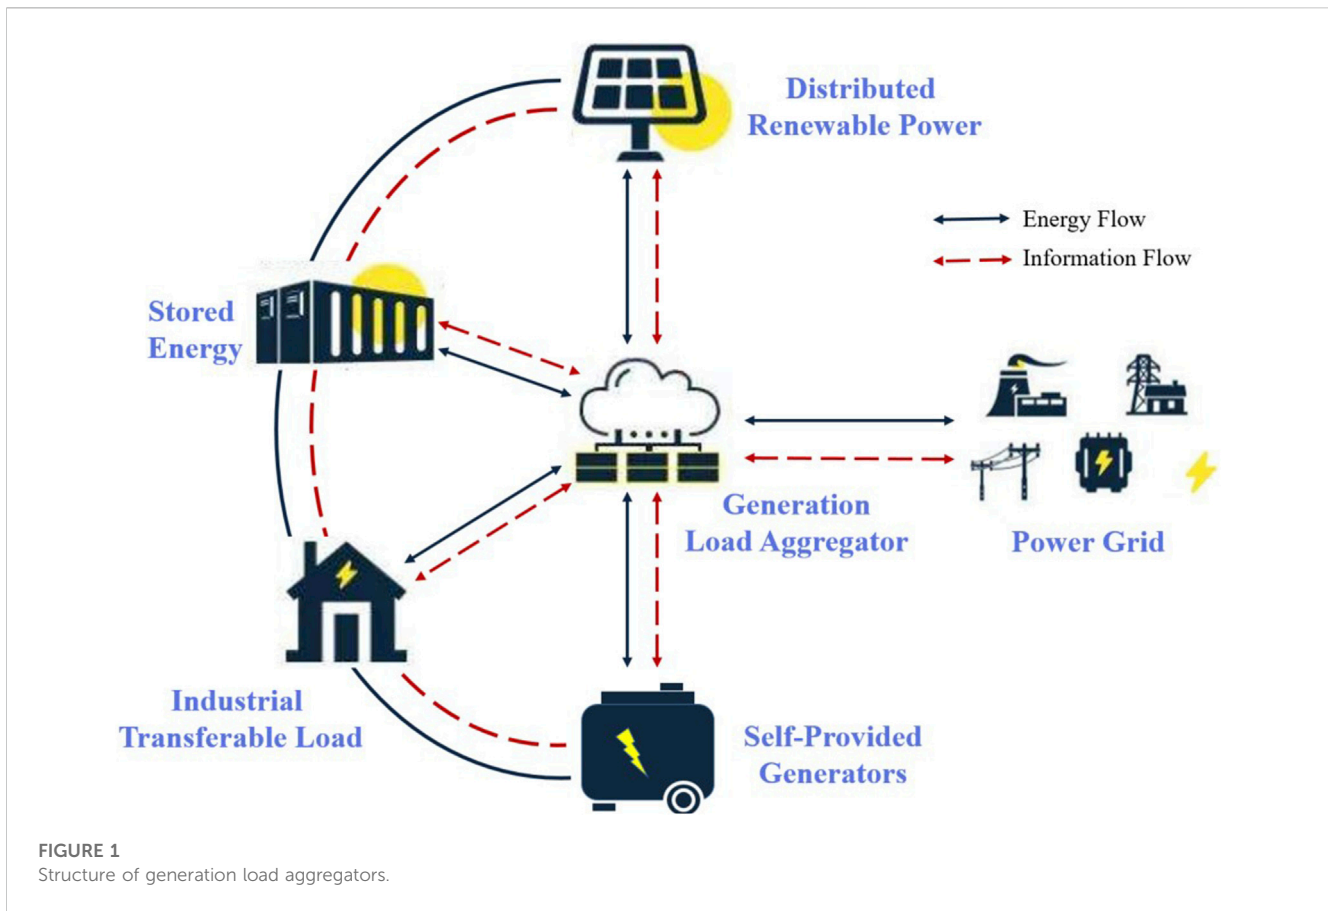 Distributed
Renewable Power
Energy Flow
Information Flow
Stored
Energy
Generation
Load Aggregator
Power Grid
Industrial
Transferable Load
Self-Provided
Generators
FIGURE 1
Structure of generation load aggregators.